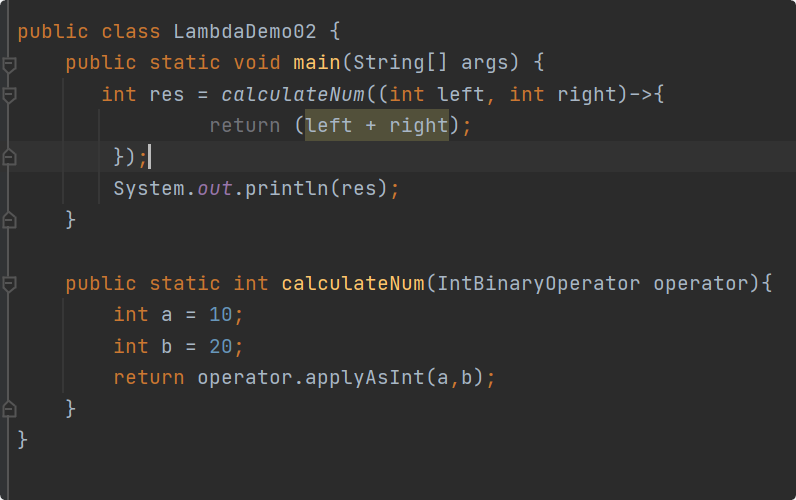 public class LambdaDemo02 {
    public static void main(String[] args) {
       int res = calculateNum((int left, int right)->{
                return (left + right);
        });
        System.out.println(res);
    }

    public static int calculateNum(IntBinaryOperator operator){
        int a = 10;
        int b = 20;
        return operator.applyAsInt(a,b);
    }
}